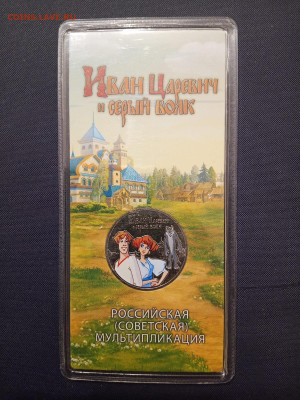 Иван Царевич
и серый волк
РОССИЙСКАЯ
(СОВЕТСКАЯ)
МУЛЬТИПЛИКАЦИЯ